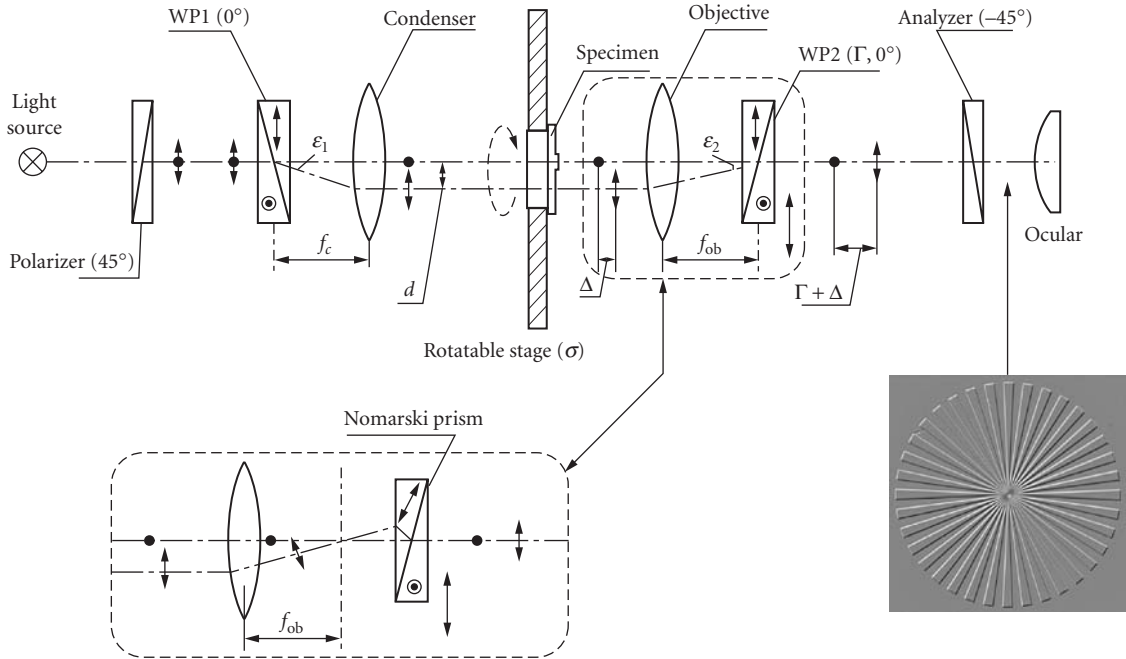 WP1 (0°)
Condenser
Objective
Analyzer (–45°)
Specimen
WP2 (Γ, 0°)
Light
source
ε1
ε2
Polarizer (45°)
fc
d
Δ
fob
Γ + Δ
Ocular
Rotatable stage (σ)
Nomarski prism
fob